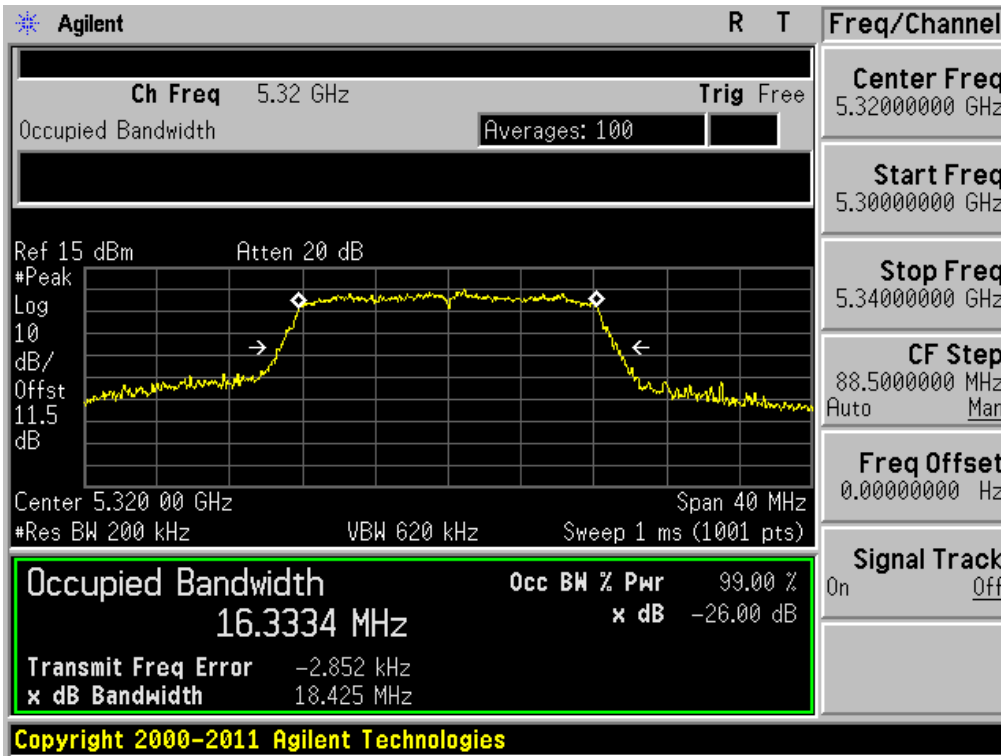 Agilent R T
Ch Freq 5.32 GHz Trig Free
Occupied Bandwidth Averages: 100
Ref 15 dBm Atten 20 dB
#Peak
Log
10
dB/
Offst
11.5
dB
Center 5.320 00 GHz Span 40 MHz
#Res BW 200 kHz VBW 620 kHz Sweep 1 ms (1001 pts)
Occupied Bandwidth Occ BW % Pwr 99.00 %
16.3334 MHz x dB -26.00 dB
Transmit Freq Error -2.852 kHz
x dB Bandwidth 18.425 MHz
Copyright 2000-2011 Agilent Technologies
Freq/Channel
Center Freq
5.32000000 GHz
Start Freq
5.30000000 GHz
Stop Freq
5.34000000 GHz
CF Step
88.5000000 MHz
Auto Man
Freq Offset
0.00000000 Hz
Signal Track
On Off